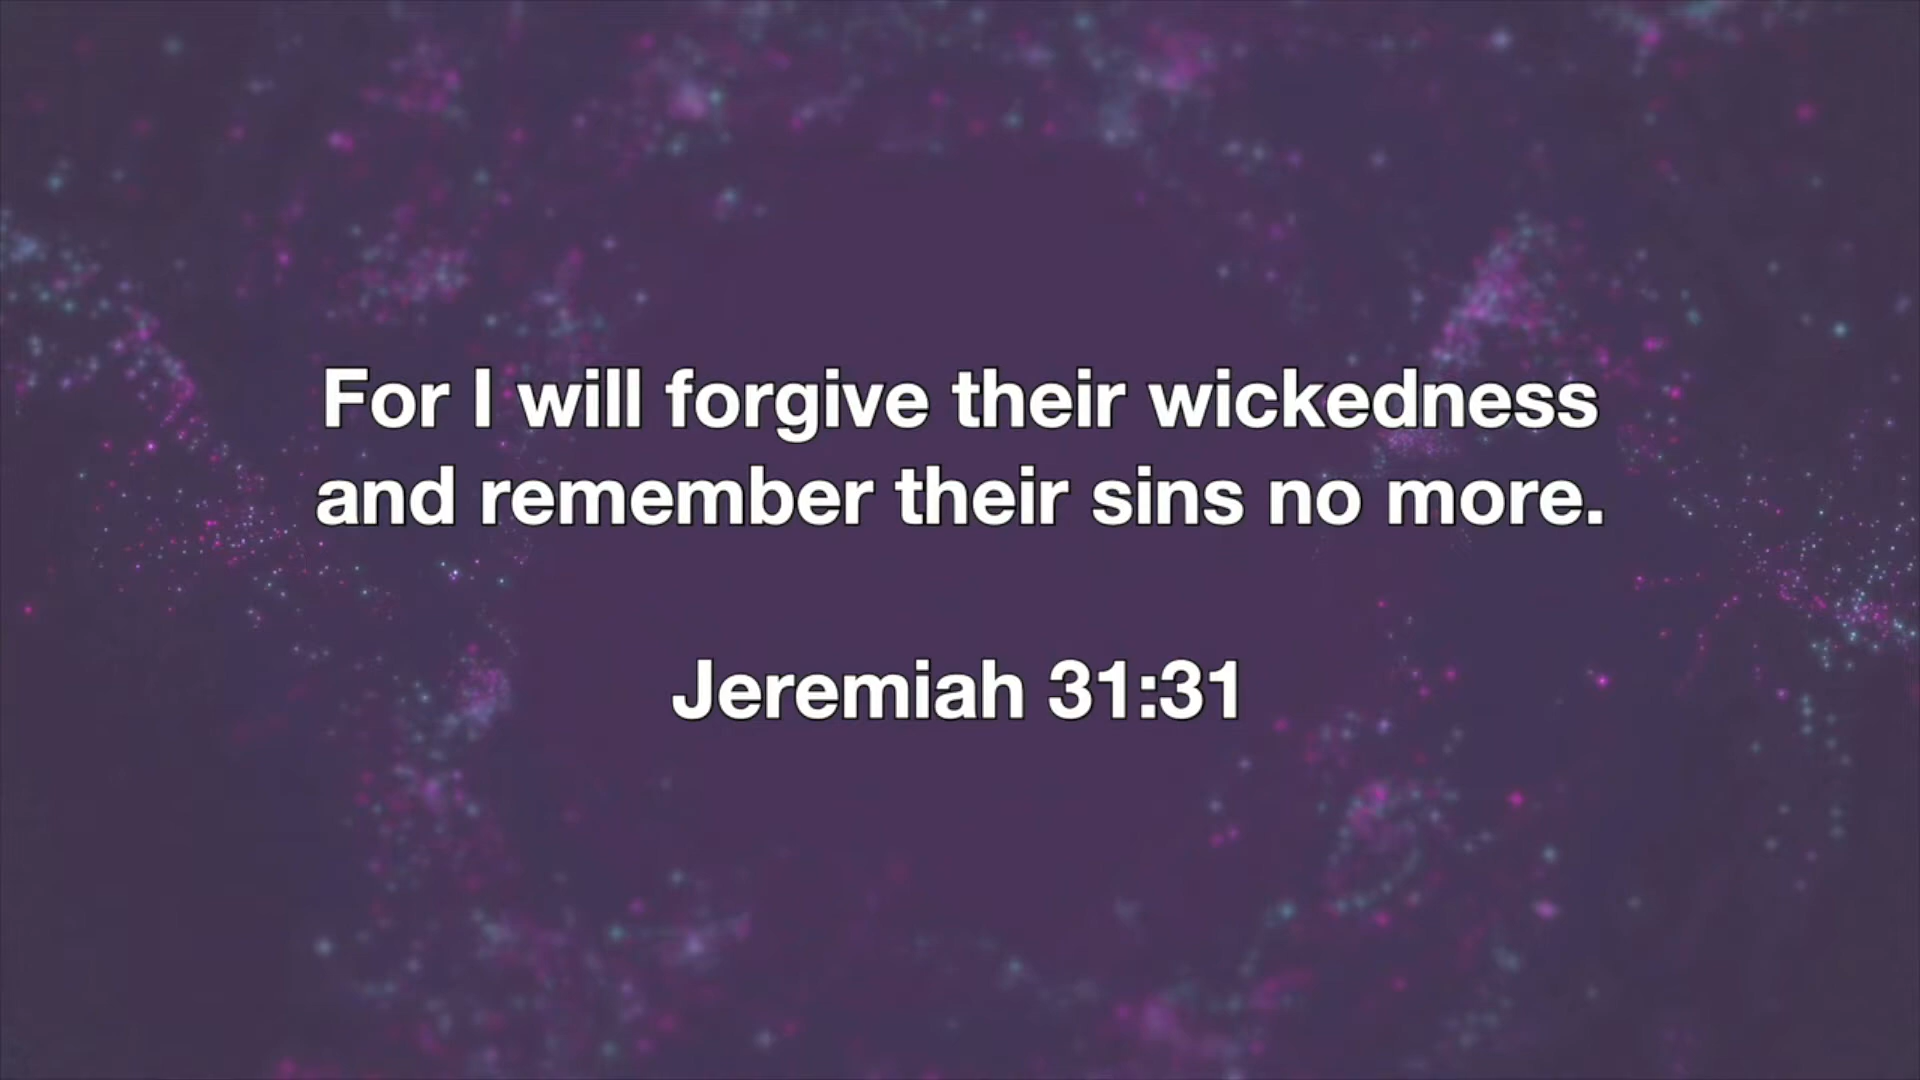 For I will forgive their wickedness
and remember their sins no more.
Jeremiah 31:31